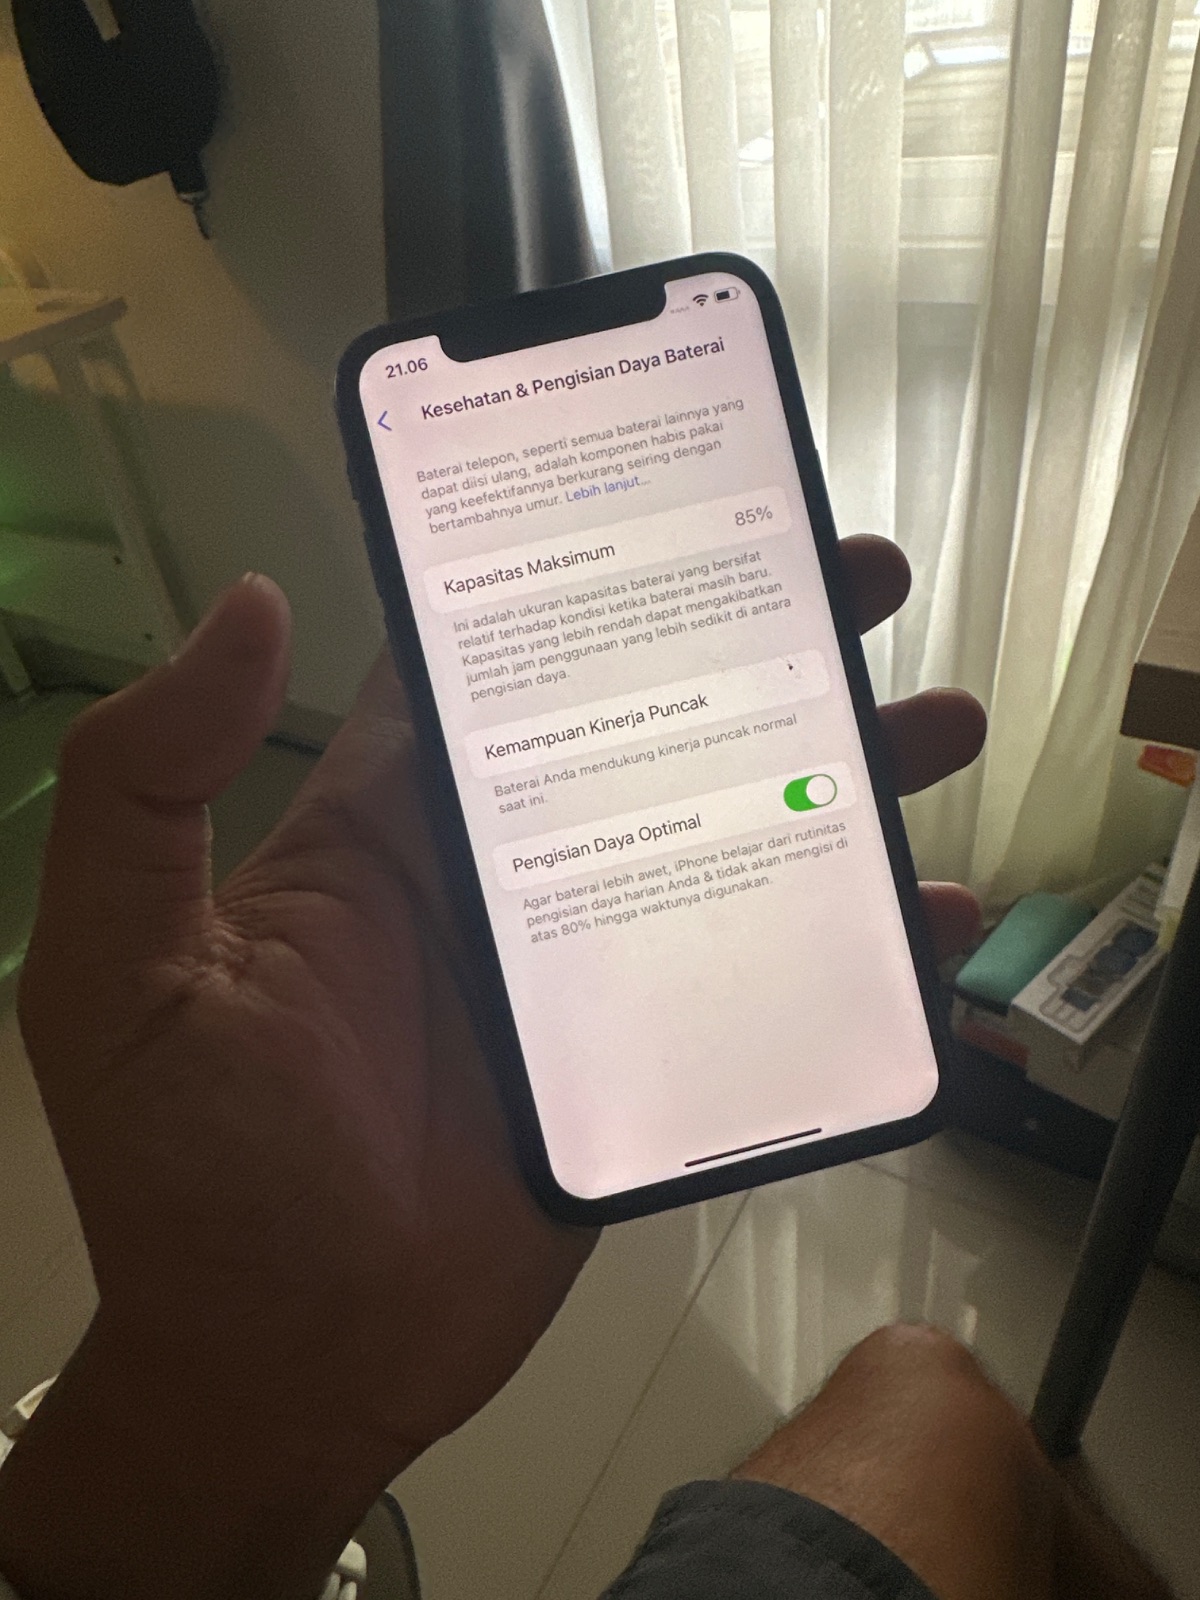 21.06
Kesehatan & Pengisian Daya Baterai
Baterai telepon, seperti semua baterai lainnya yang
dapat diisi ulang, adalah komponen habis pakai
yang keefektifannya berkurang seiring dengan
bertambahnya umur. Lebih lanjut...
Kapasitas Maksimum 85%
Ini adalah ukuran kapasitas baterai yang bersifat
relatif terhadap kondisi ketika baterai masih baru.
Kapasitas yang lebih rendah dapat mengakibatkan
jumlah jam penggunaan yang lebih sedikit di antara
pengisian daya.
Kemampuan Kinerja Puncak
Baterai Anda mendukung kinerja puncak normal
saat ini.
Pengisian Daya Optimal
Agar baterai lebih awet, iPhone belajar dari rutinitas
pengisian daya harian Anda & tidak akan mengisi di
atas 80% hingga waktunya digunakan.